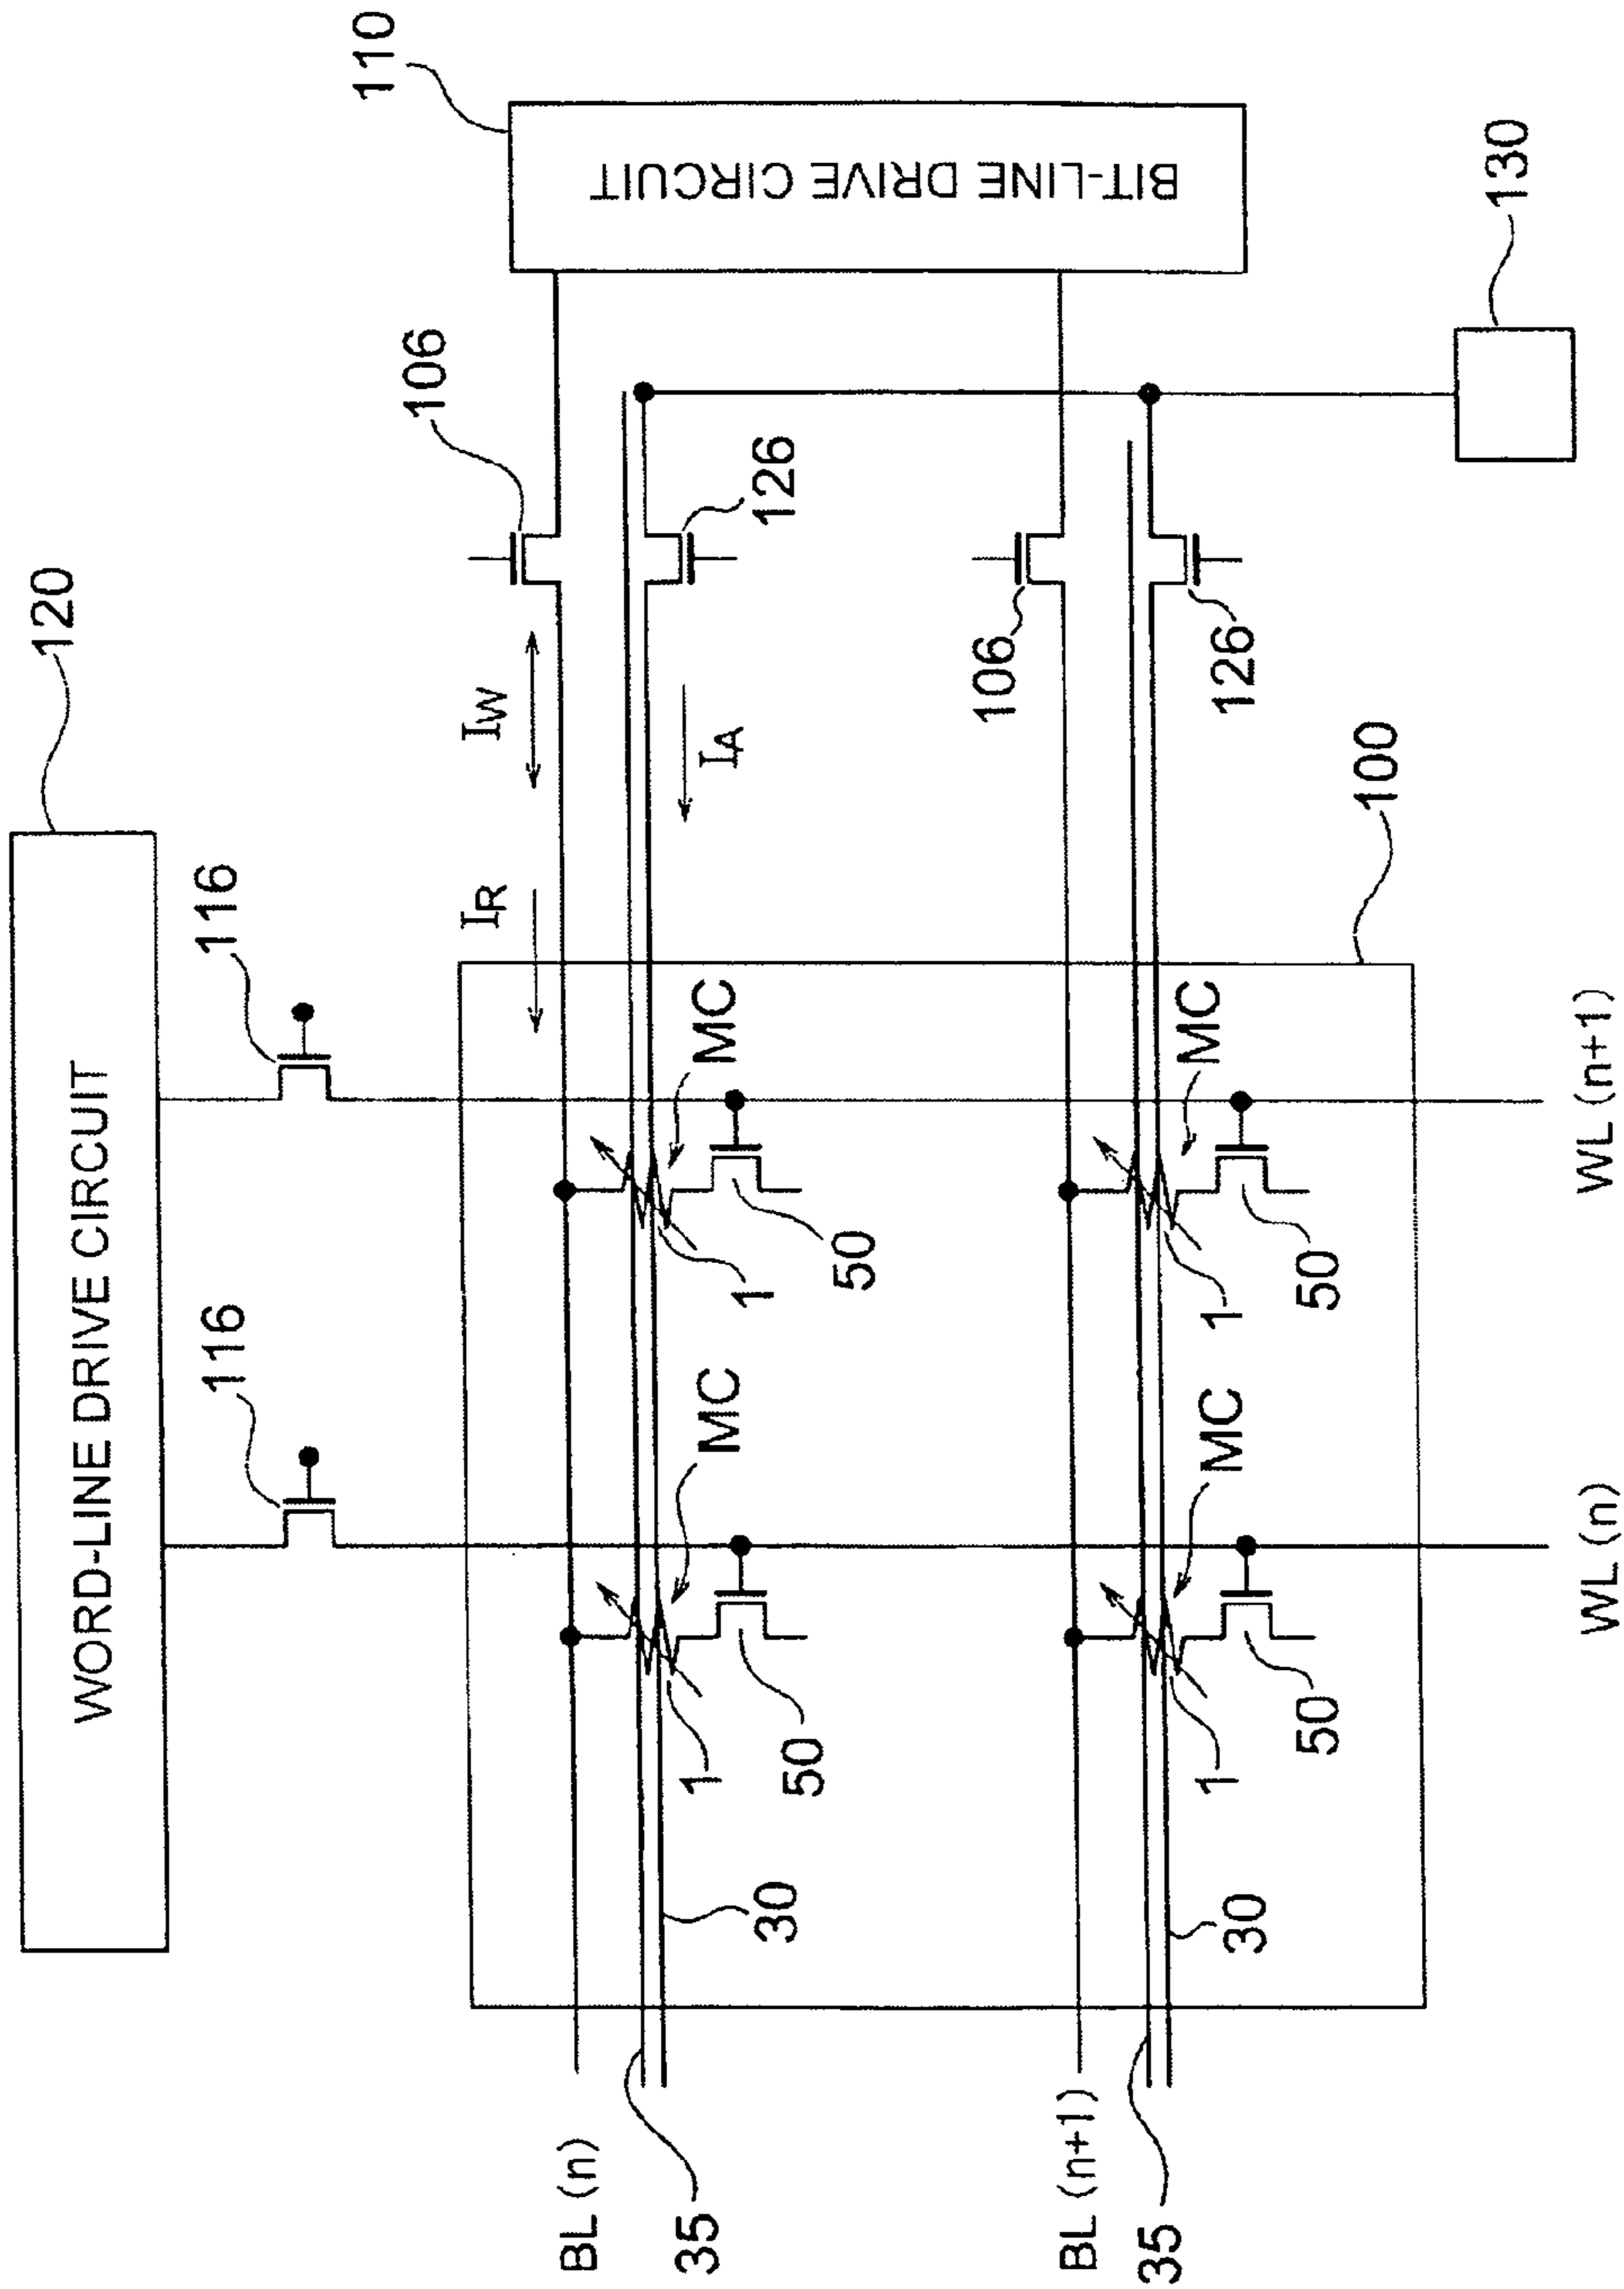 120
WORD-LINE DRIVE CIRCUIT
116
116
110
BIT-LINE DRIVE CIRCUIT
106
IR
IW
BL (n)
35
1
MC
1
MC
IA
30
50
50
126
106
BL (n+1)
35
1
MC
1
MC
126
30
50
50
100
130
WL (n)
WL (n+1)